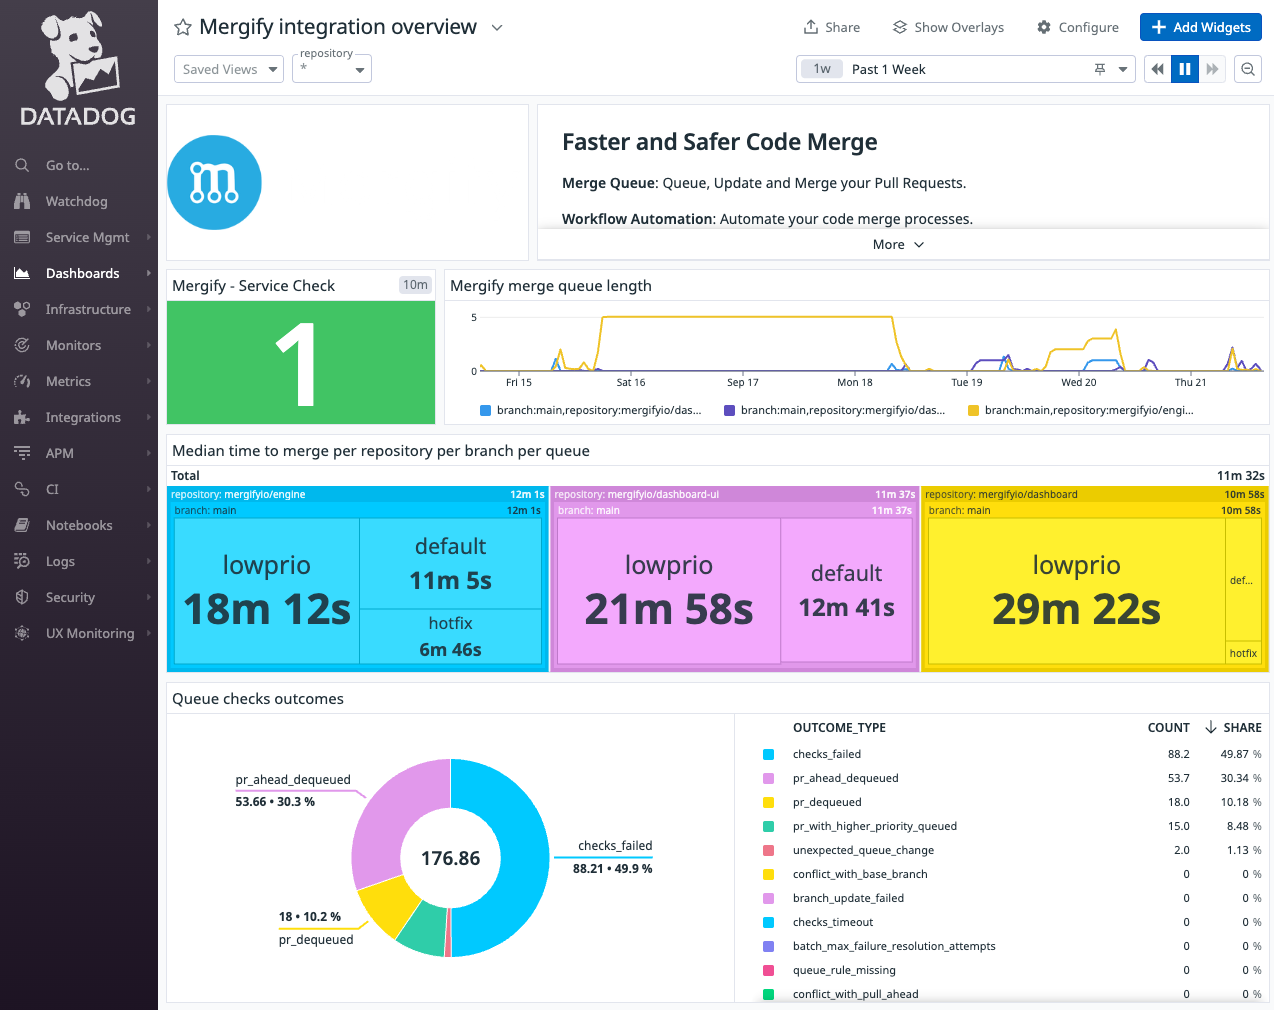 DATADOG
Go to...
Watchdog
Service Mgmt
Dashboards
Infrastructure
Monitors
Metrics
Integrations
APM
CI
Notebooks
Logs
Security
UX Monitoring
Mergify integration overview
Share
Show Overlays
Configure
+ Add Widgets
Saved Views
repository
*
1w Past 1 Week
Faster and Safer Code Merge
Merge Queue: Queue, Update and Merge your Pull Requests.
Workflow Automation: Automate your code merge processes.
More
Mergify - Service Check 10m
1
Mergify merge queue length
5
0
Fri 15 Sat 16 Sep 17 Mon 18 Tue 19 Wed 20 Thu 21
branch:main,repository:mergifyio/das... branch:main,repository:mergifyio/das... branch:main,repository:mergifyio/engi...
Median time to merge per repository per branch per queue
Total 11m 32s
repository: mergifyio/engine 12m 1s
branch: main 12m 1s
lowprio
18m 12s
default
11m 5s
hotfix
6m 46s
repository: mergifyio/dashboard-ui 11m 37s
branch: main 11m 37s
lowprio
21m 58s
default
12m 41s
repository: mergifyio/dashboard 10m 58s
branch: main 10m 58s
lowprio
29m 22s
def...
hotfix
Queue checks outcomes
pr_ahead_dequeued
53.66 • 30.3 %
176.86
checks_failed
88.21 • 49.9 %
18 • 10.2 %
pr_dequeued
OUTCOME_TYPE COUNT ↓ SHARE
checks_failed 88.2 49.87 %
pr_ahead_dequeued 53.7 30.34 %
pr_dequeued 18.0 10.18 %
pr_with_higher_priority_queued 15.0 8.48 %
unexpected_queue_change 2.0 1.13 %
conflict_with_base_branch 0 0 %
branch_update_failed 0 0 %
checks_timeout 0 0 %
batch_max_failure_resolution_attempts 0 0 %
queue_rule_missing 0 0 %
conflict_with_pull_ahead 0 0 %